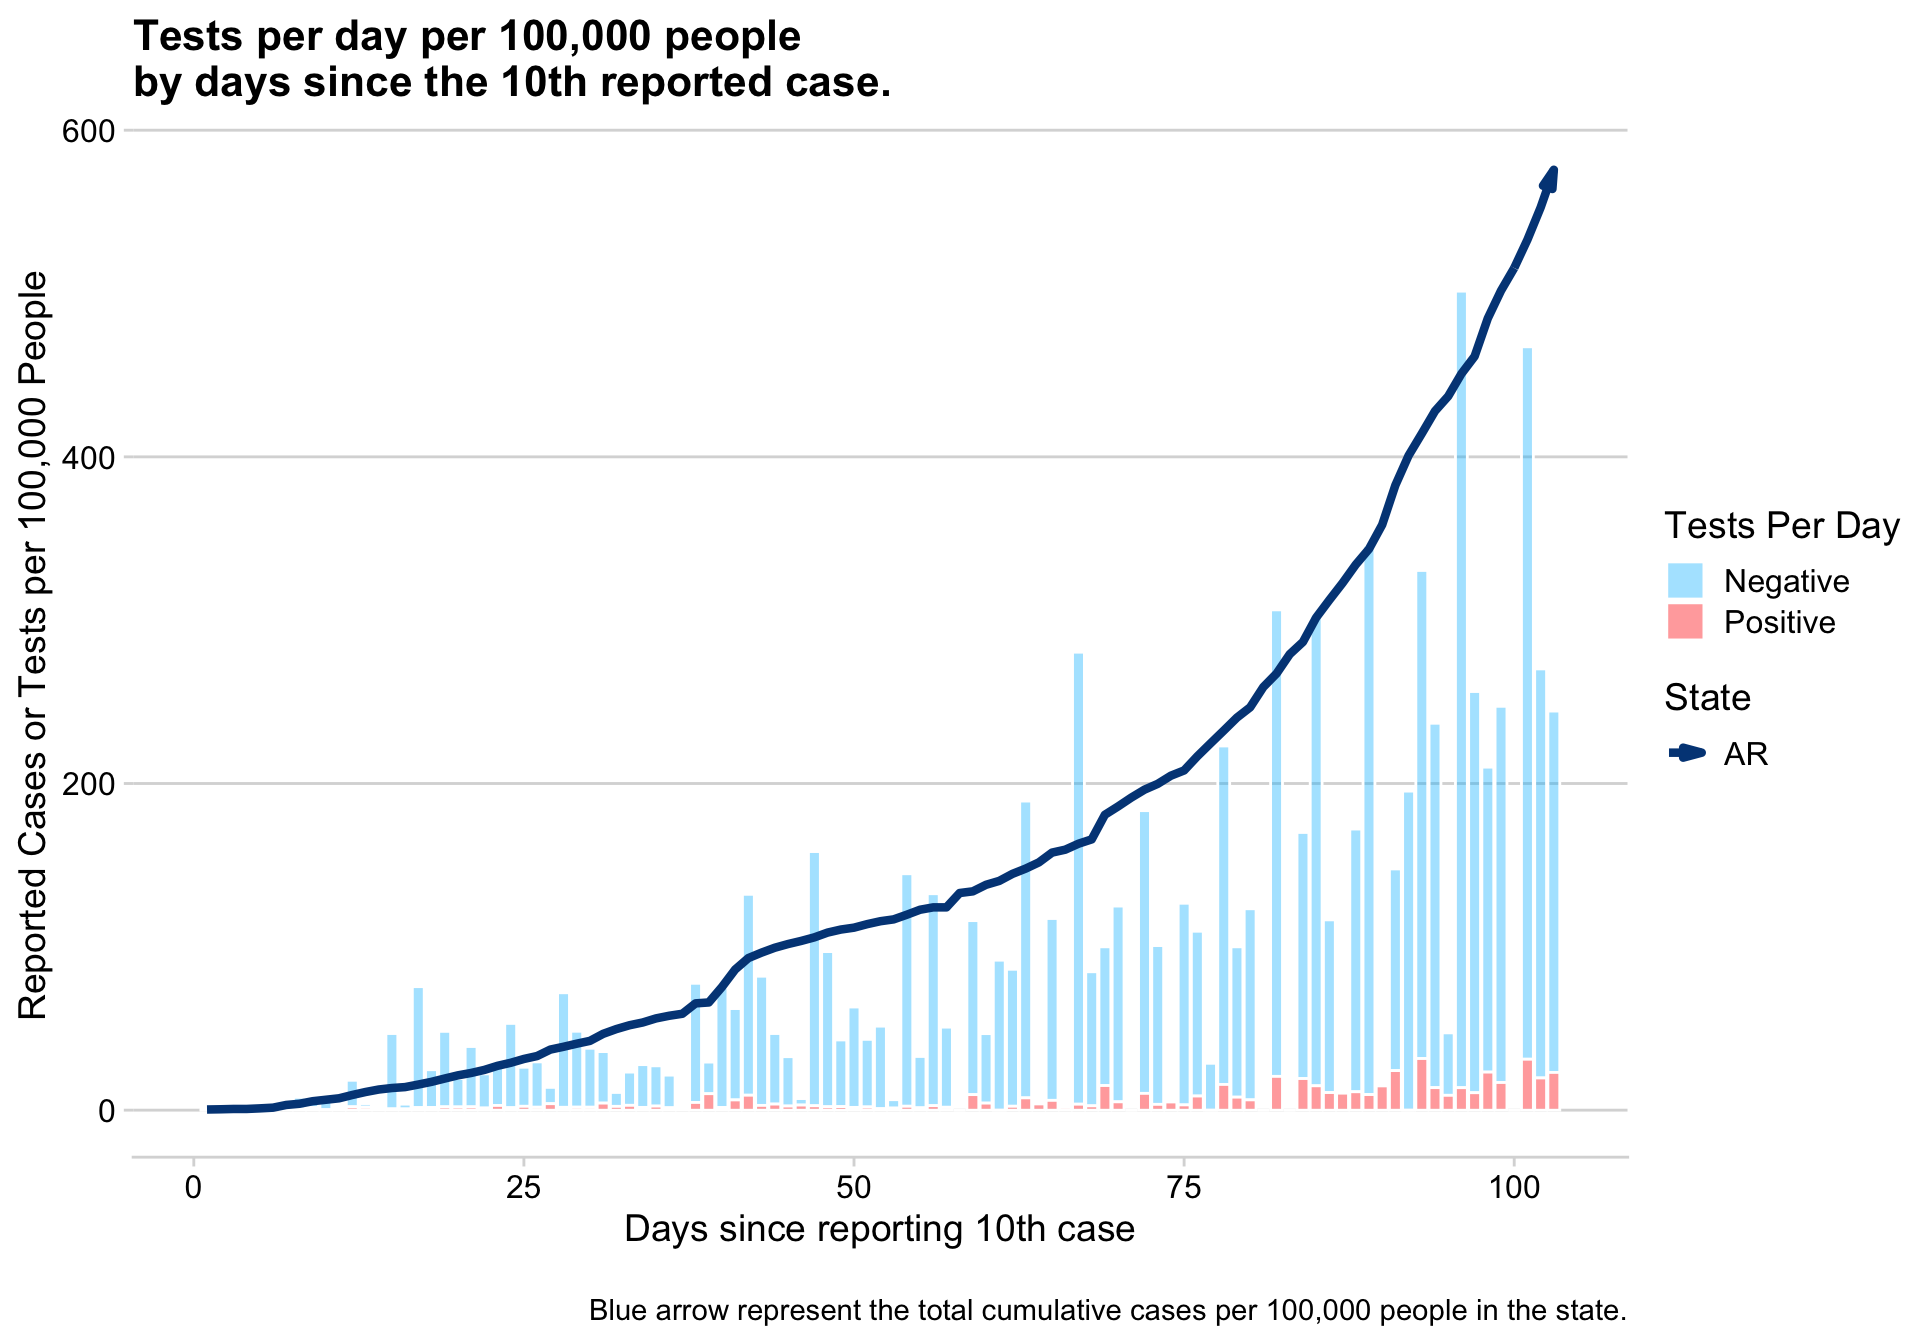 Tests per day per 100,000 people
by days since the 10th reported case.
Reported Cases or Tests per 100,000 People
600
400
200
0
0
25
50
75
100
Days since reporting 10th case
Tests Per Day
Negative
Positive
State
AR
Blue arrow represent the total cumulative cases per 100,000 people in the state.